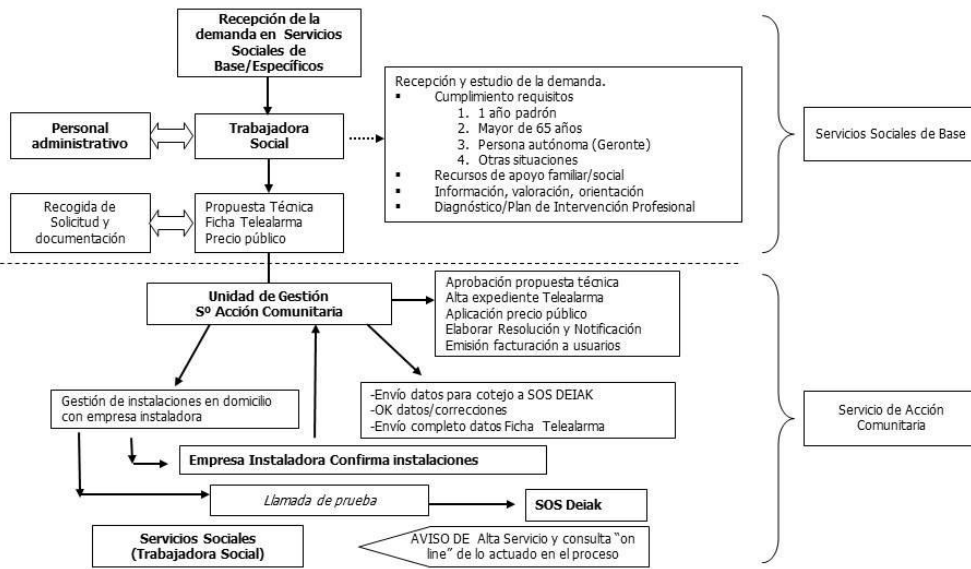 Recepción de la
demanda en Servicios
Sociales de
Base/Específicos
Personal
administrativo
Trabajadora
Social
Recepción y estudio de la demanda.
▪ Cumplimiento requisitos
1. 1 año padrón
2. Mayor de 65 años
3. Persona autónoma (Geronte)
4. Otras situaciones
▪ Recursos de apoyo familiar/social
▪ Información, valoración, orientación
▪ Diagnóstico/Plan de Intervención Profesional
Servicios Sociales de Base
Recogida de
Solicitud y
documentación
Propuesta Técnica
Ficha Telealarma
Precio público
Unidad de Gestión
Sº Acción Comunitaria
Aprobación propuesta técnica
Alta expediente Telealarma
Aplicación precio público
Elaborar Resolución y Notificación
Emisión facturación a usuarios
Gestión de instalaciones en domicilio
con empresa instaladora
-Envío datos para cotejo a SOS DEIAK
-OK datos/correcciones
-Envío completo datos Ficha Telealarma
Servicio de Acción
Comunitaria
Empresa Instaladora Confirma instalaciones
Llamada de prueba
SOS Deiak
Servicios Sociales
(Trabajadora Social)
AVISO DE Alta Servicio y consulta "on
line" de lo actuado en el proceso